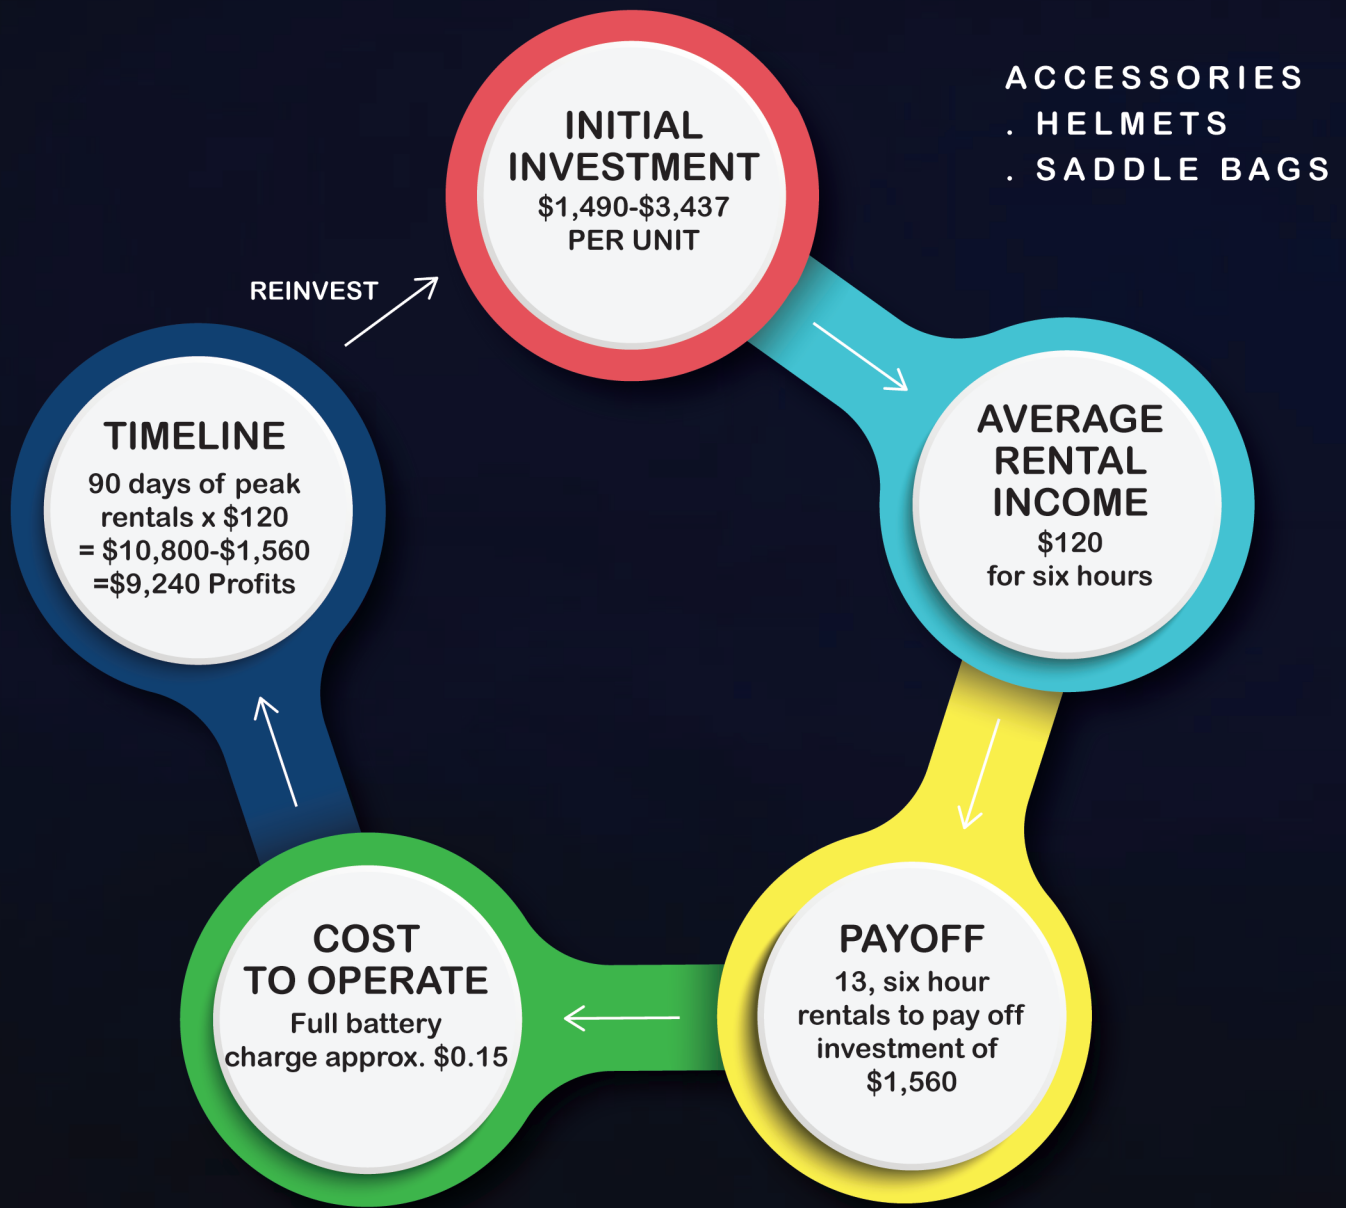 INITIAL
INVESTMENT
$1,490-$3,437
PER UNIT
ACCESSORIES
. HELMETS
. SADDLE BAGS
REINVEST
AVERAGE
RENTAL
INCOME
$120
for six hours
PAYOFF
13, six hour
rentals to pay off
investment of
$1,560
COST
TO OPERATE
Full battery
charge approx. $0.15
TIMELINE
90 days of peak
rentals x $120
= $10,800-$1,560
=$9,240 Profits